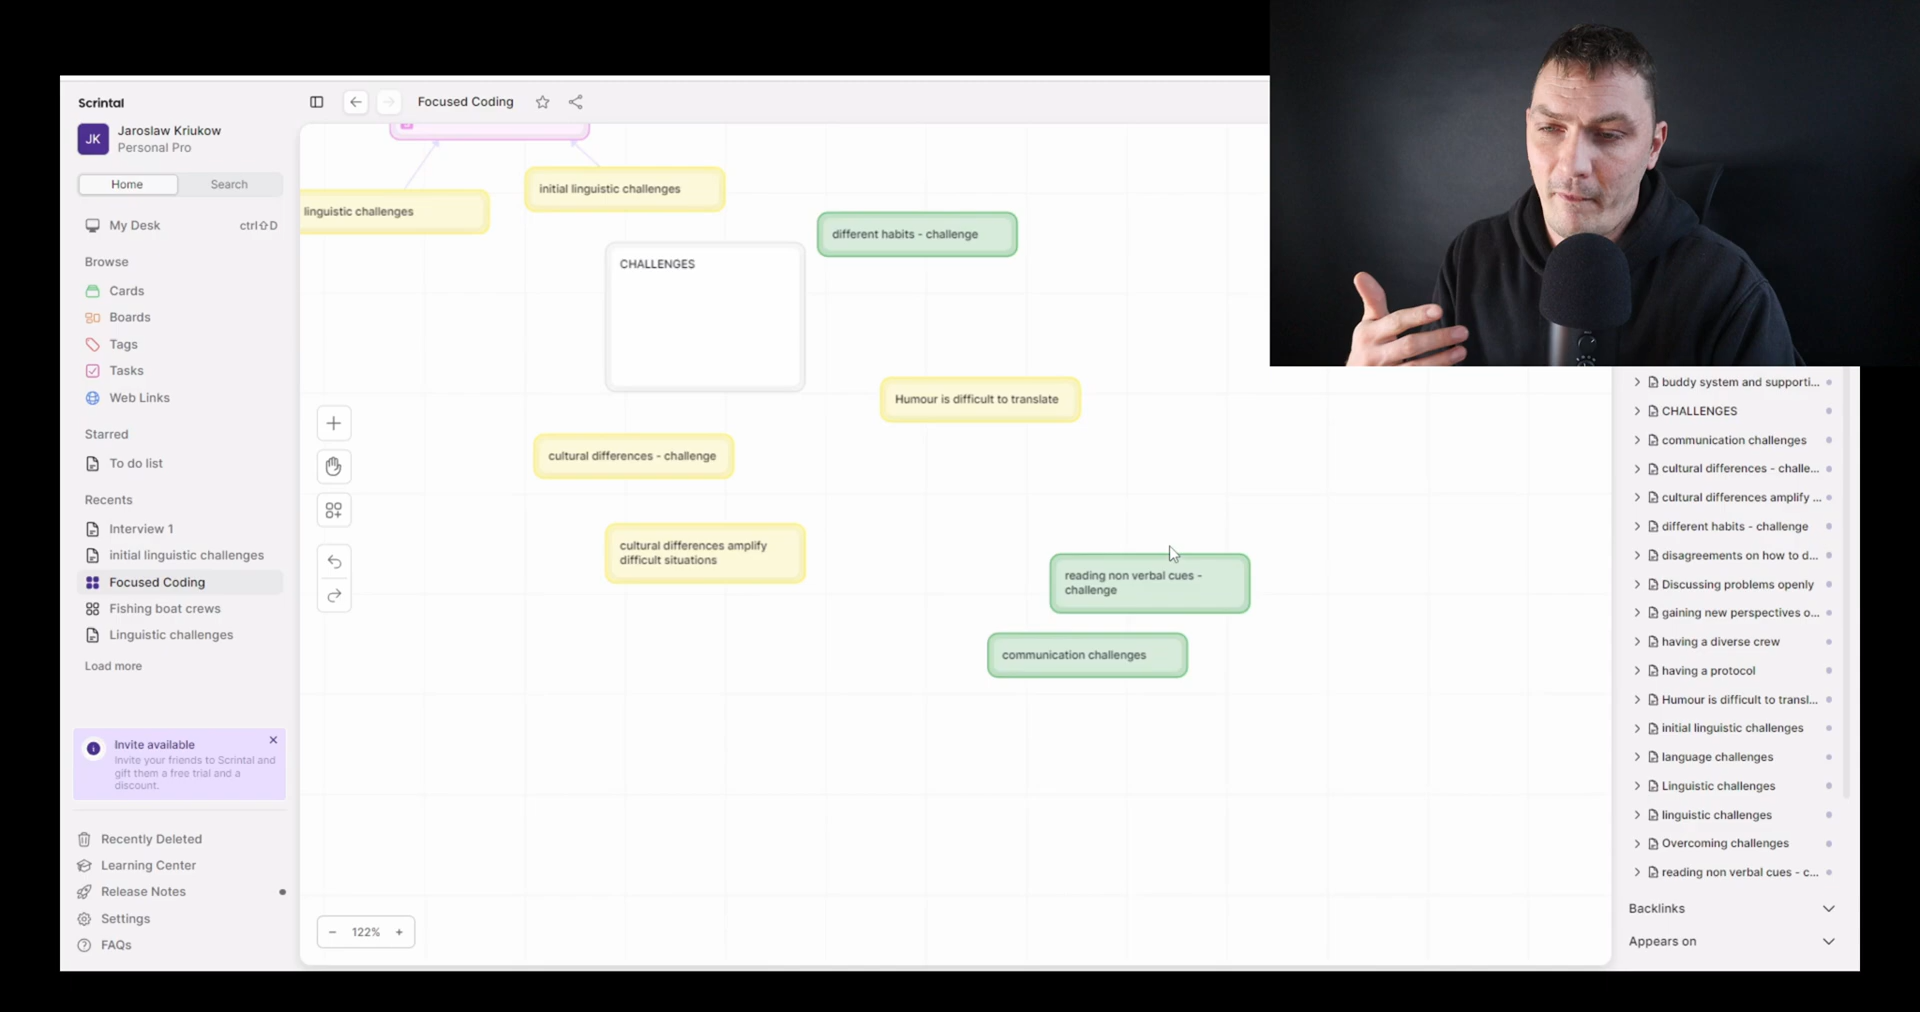 Scrintal
JK
Jaroslaw Kriukow
Personal Pro
Home
Search
My Desk
ctrl⇧D
Browse
Cards
Boards
Tags
Tasks
Web Links
Starred
To do list
Recents
Interview 1
initial linguistic challenges
Focused Coding
Fishing boat crews
Linguistic challenges
Load more
Invite available
Invite your friends to Scrintal and
gift them a free trial and a
discount.
Recently Deleted
Learning Center
Release Notes
Settings
FAQs
Focused Coding
linguistic challenges
initial linguistic challenges
different habits - challenge
CHALLENGES
Humour is difficult to translate
cultural differences - challenge
cultural differences amplify
difficult situations
reading non verbal cues -
challenge
communication challenges
122%
buddy system and supporti...
CHALLENGES
communication challenges
cultural differences - challe...
cultural differences amplify ...
different habits - challenge
disagreements on how to d...
Discussing problems openly
gaining new perspectives o...
having a diverse crew
having a protocol
Humour is difficult to transl...
initial linguistic challenges
language challenges
Linguistic challenges
linguistic challenges
Overcoming challenges
reading non verbal cues - c...
Backlinks
Appears on